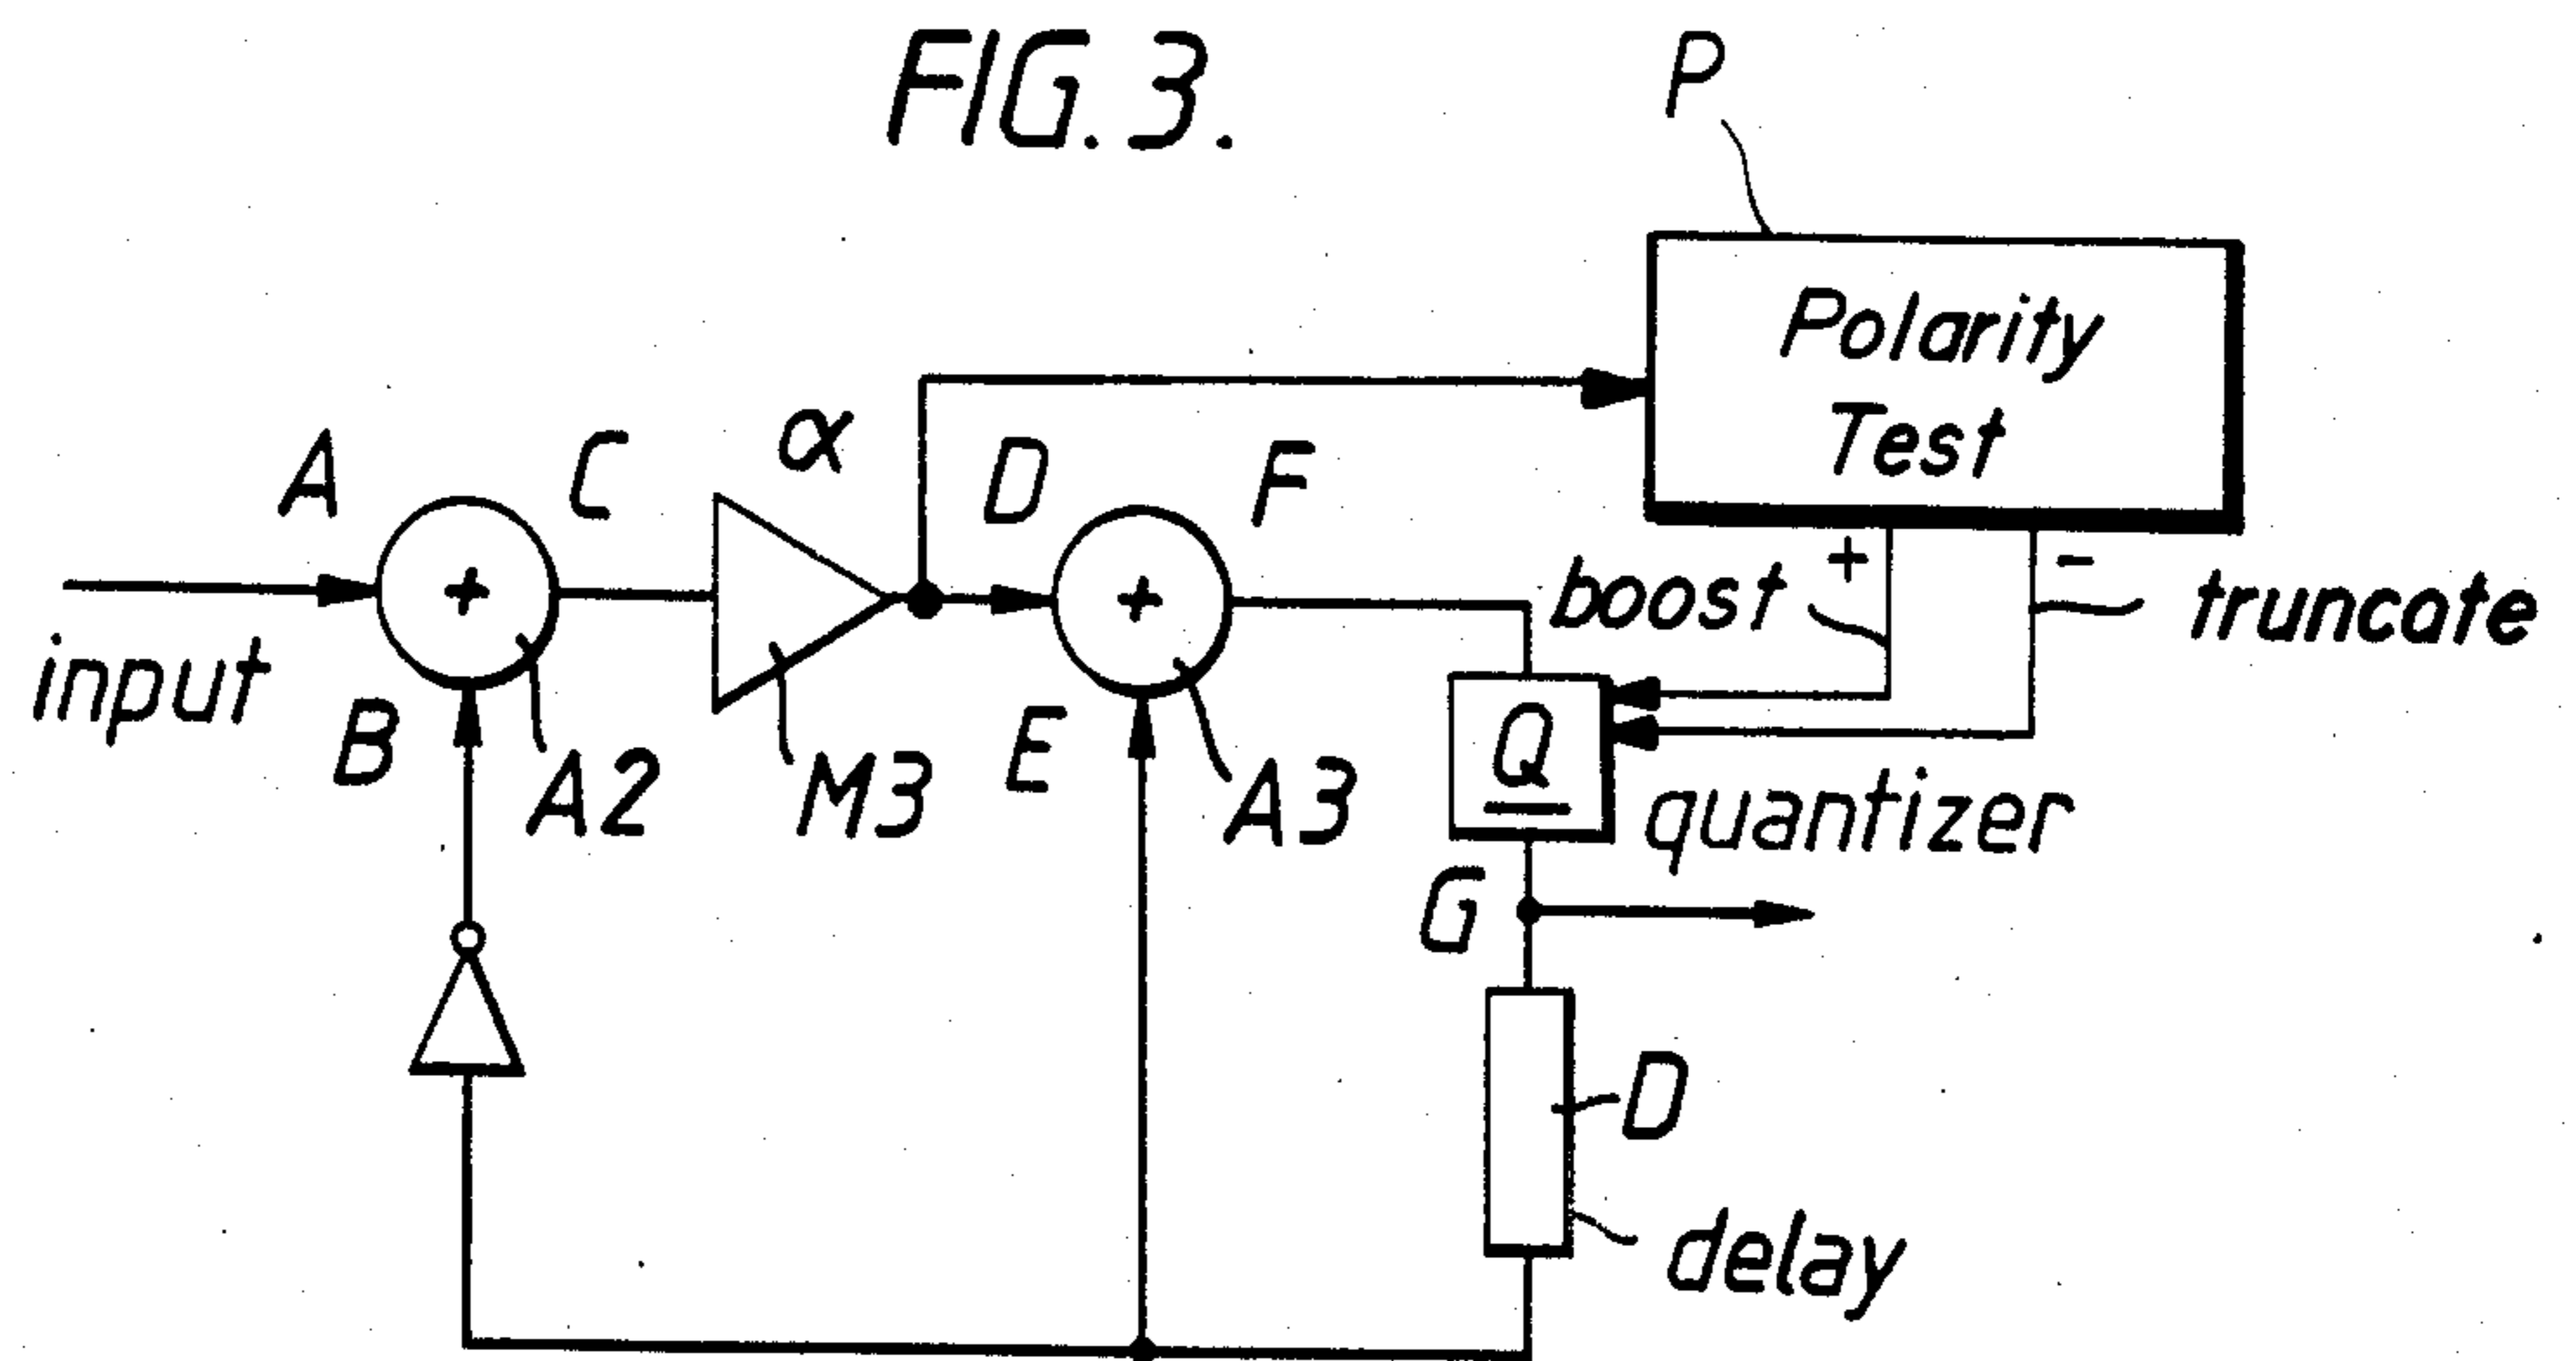 FIG. 3.
P
Polarity
Test
A
C
α
D
F
+
+
+
-
boost
truncate
input
B
A2
M3
E
A3
Q
quantizer
G
D
delay